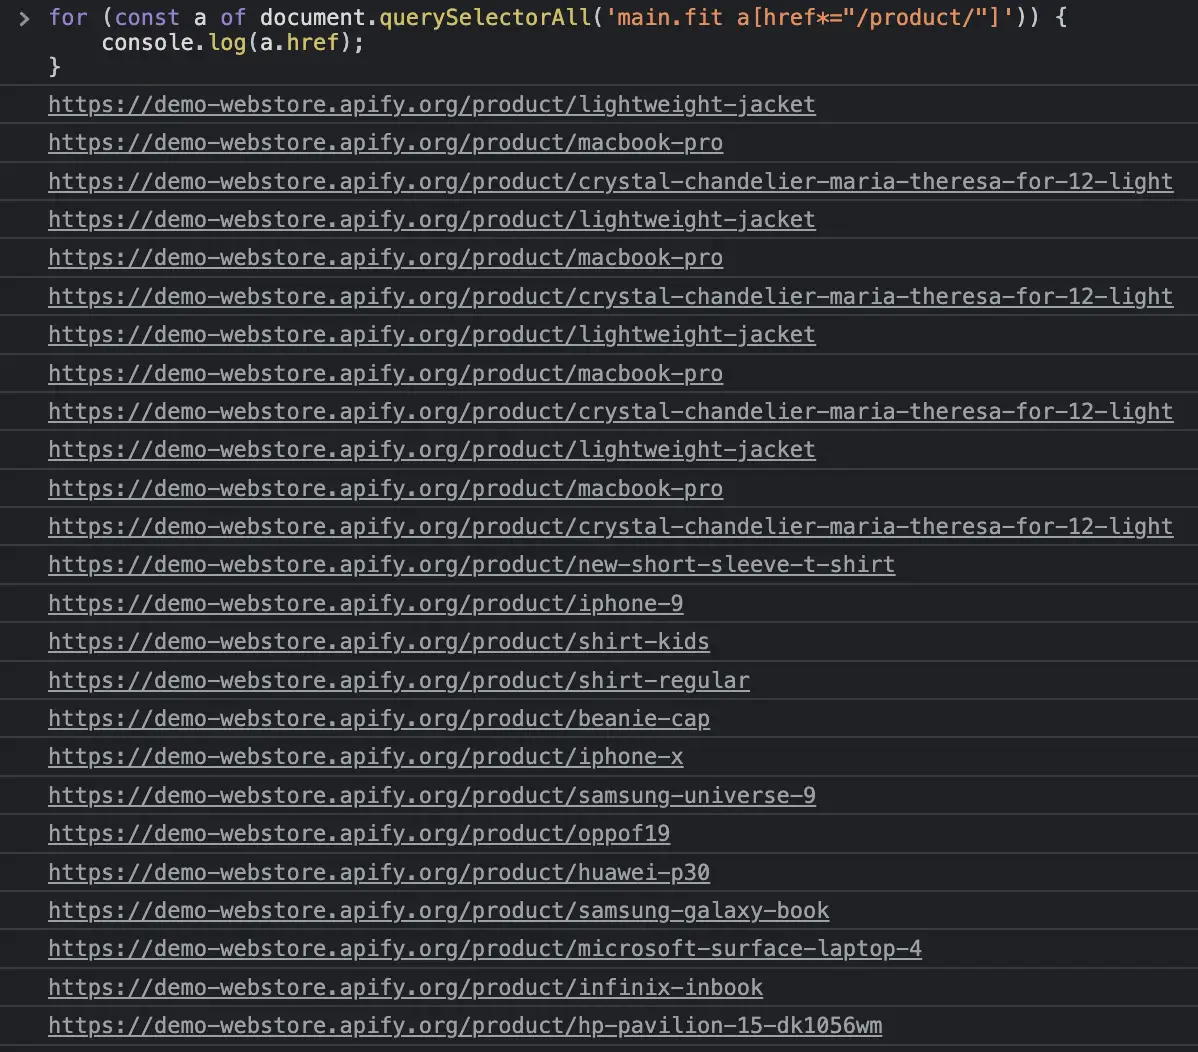 > for (const a of document.querySelectorAll('main.fit a[href*="/product/"]')) {
console.log(a.href);
}
https://demo-webstore.apify.org/product/lightweight-jacket
https://demo-webstore.apify.org/product/macbook-pro
https://demo-webstore.apify.org/product/crystal-chandelier-maria-theresa-for-12-light
https://demo-webstore.apify.org/product/lightweight-jacket
https://demo-webstore.apify.org/product/macbook-pro
https://demo-webstore.apify.org/product/crystal-chandelier-maria-theresa-for-12-light
https://demo-webstore.apify.org/product/lightweight-jacket
https://demo-webstore.apify.org/product/macbook-pro
https://demo-webstore.apify.org/product/crystal-chandelier-maria-theresa-for-12-light
https://demo-webstore.apify.org/product/lightweight-jacket
https://demo-webstore.apify.org/product/macbook-pro
https://demo-webstore.apify.org/product/crystal-chandelier-maria-theresa-for-12-light
https://demo-webstore.apify.org/product/new-short-sleeve-t-shirt
https://demo-webstore.apify.org/product/iphone-9
https://demo-webstore.apify.org/product/shirt-kids
https://demo-webstore.apify.org/product/shirt-regular
https://demo-webstore.apify.org/product/beanie-cap
https://demo-webstore.apify.org/product/iphone-x
https://demo-webstore.apify.org/product/samsung-universe-9
https://demo-webstore.apify.org/product/oppof19
https://demo-webstore.apify.org/product/huawei-p30
https://demo-webstore.apify.org/product/samsung-galaxy-book
https://demo-webstore.apify.org/product/microsoft-surface-laptop-4
https://demo-webstore.apify.org/product/infinix-inbook
https://demo-webstore.apify.org/product/hp-pavilion-15-dk1056wm